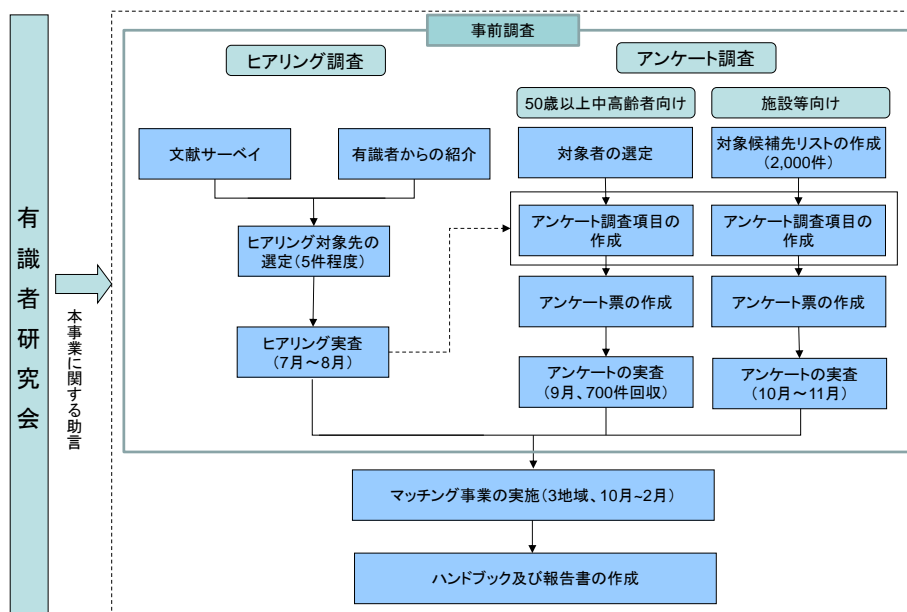 事前調査
ヒアリング調査
アンケート調査
50歳以上中高齢者向け
施設等向け
文献サーベイ
有識者からの紹介
対象者の選定
対象候補先リストの作成
(2,000件)
ヒアリング対象先の
選定(5件程度)
アンケート調査項目の
作成
アンケート調査項目の
作成
アンケート票の作成
アンケート票の作成
ヒアリング実査
(7月~8月)
アンケートの実査
(9月、700件回収)
アンケートの実査
(10月~11月)
マッチング事業の実施(3地域、10月~2月)
ハンドブック及び報告書の作成
有識者研究会
本事業に関する助言